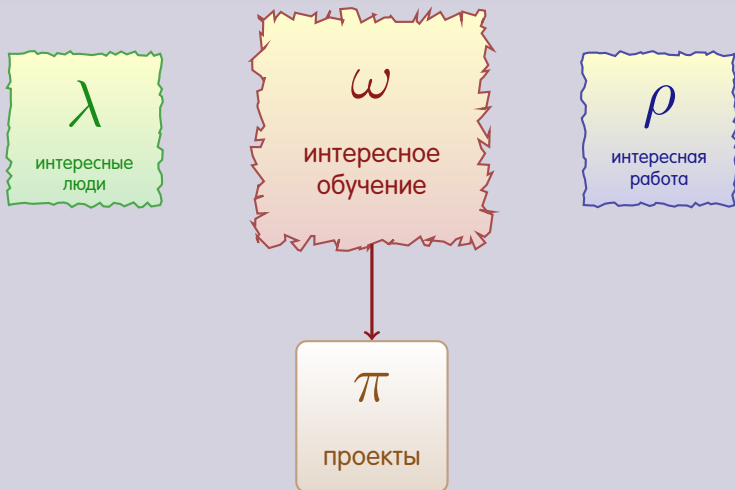 λ
интересные
люди
ω
интересное
обучение
ρ
интересная
работа
π
проекты